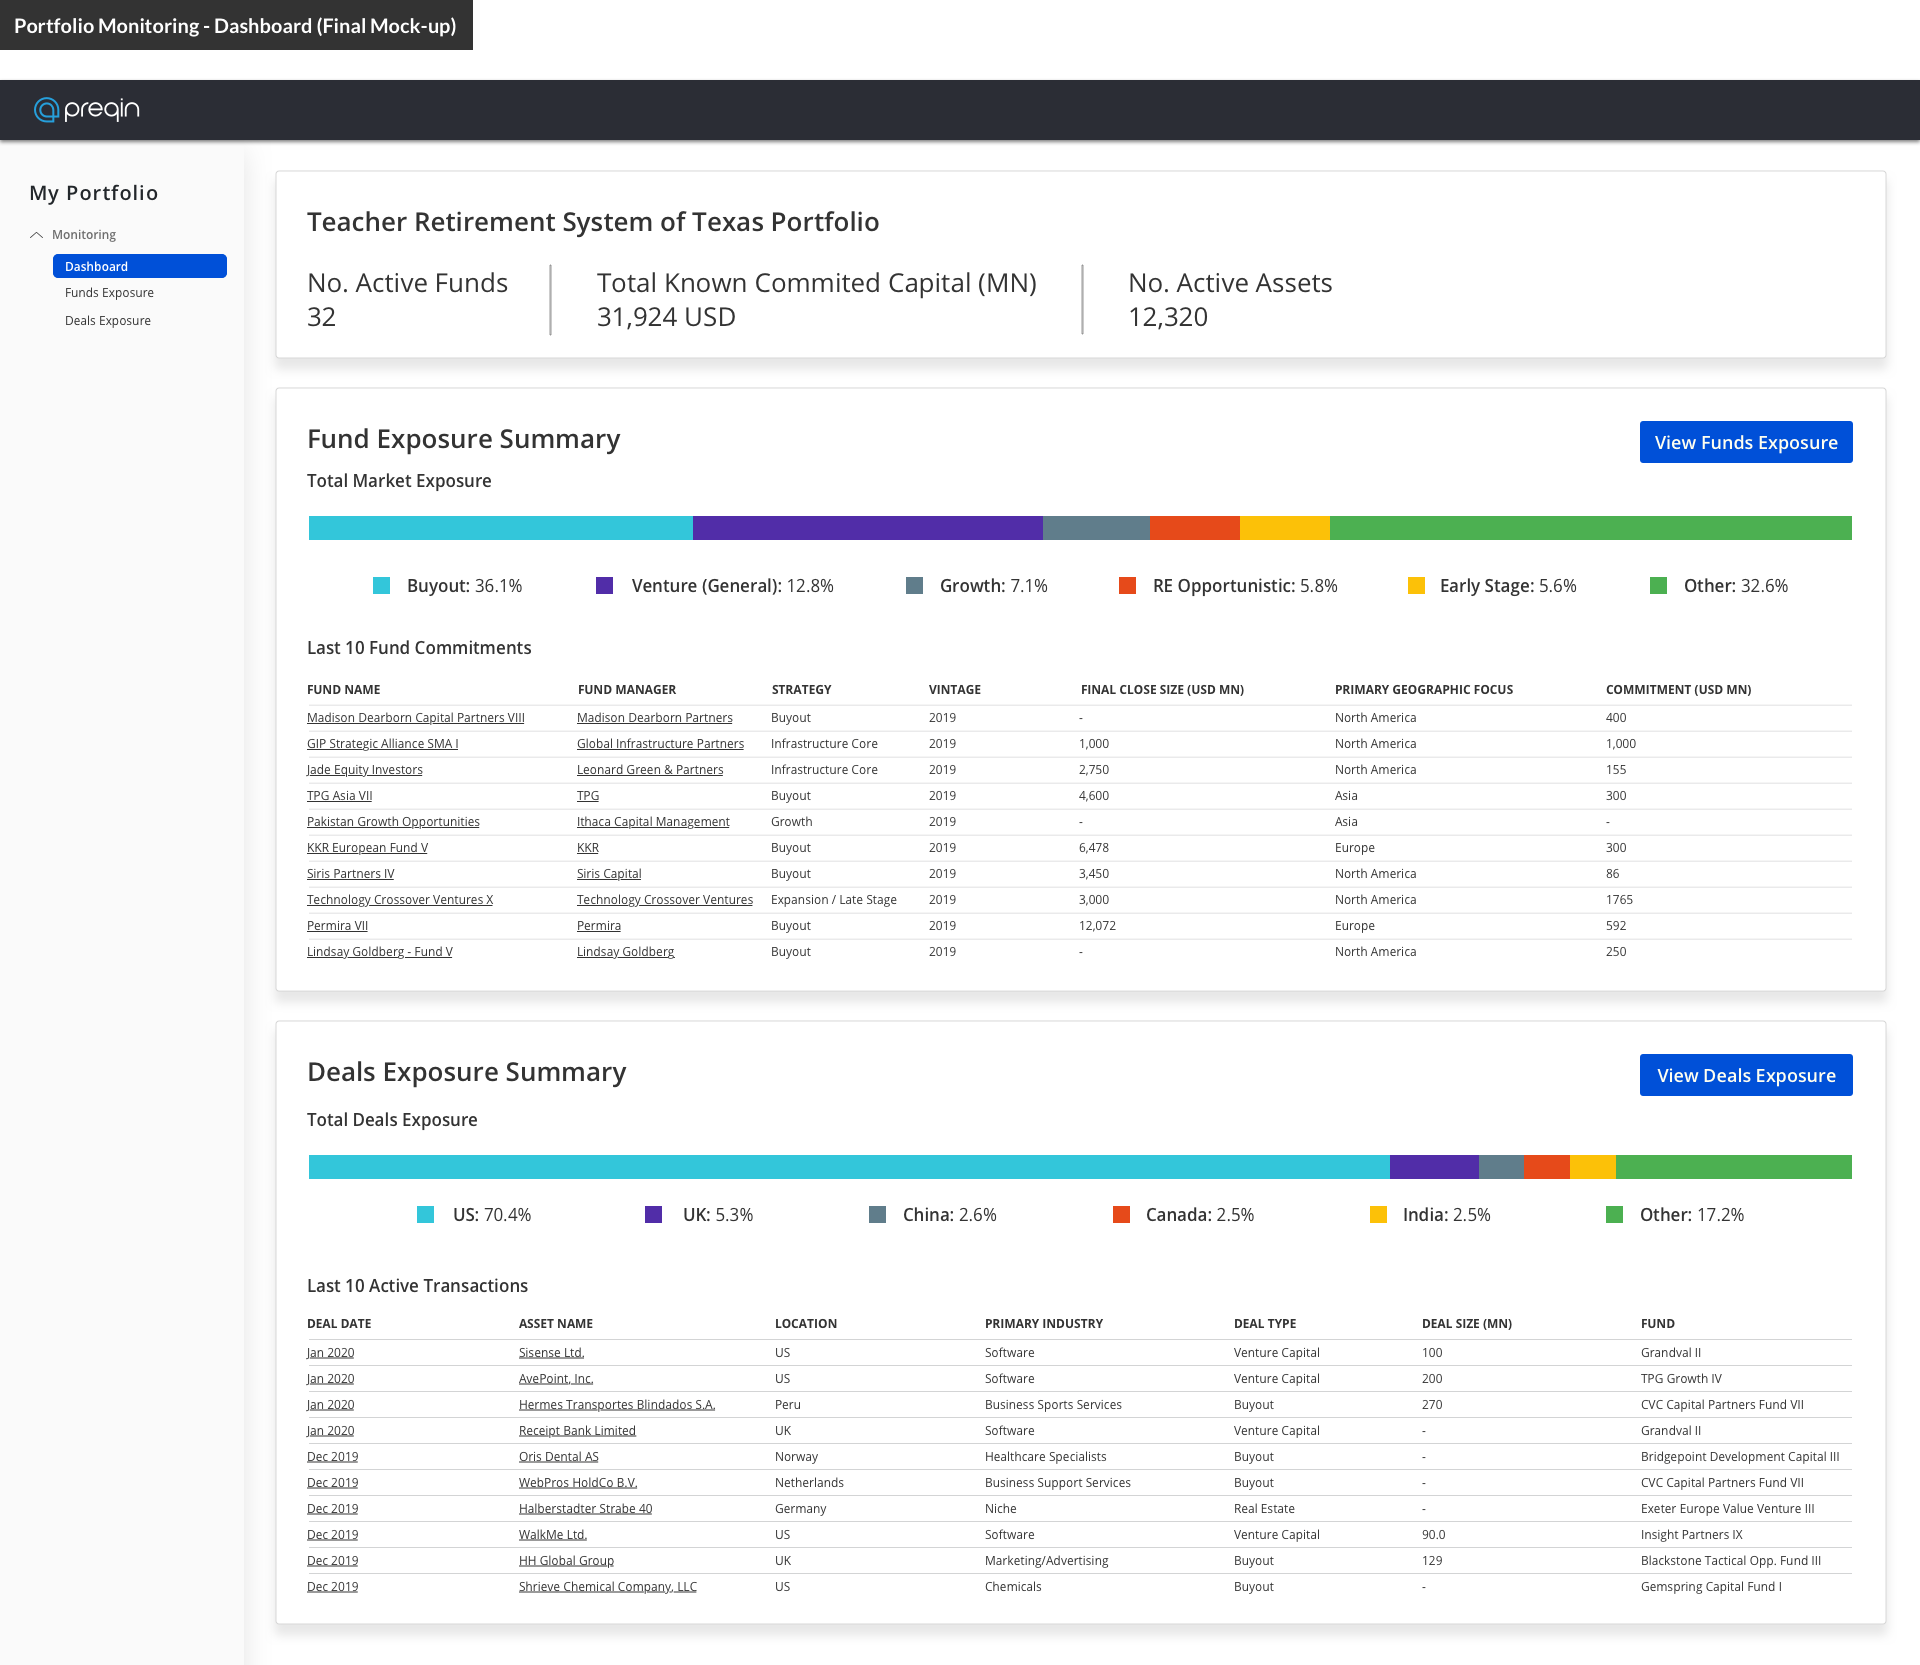 Portfolio Monitoring - Dashboard (Final Mock-up)
preqin
My Portfolio
Monitoring
Dashboard
Funds Exposure
Deals Exposure
Teacher Retirement System of Texas Portfolio
No. Active Funds
32
Total Known Commited Capital (MN)
31,924 USD
No. Active Assets
12,320
Fund Exposure Summary
View Funds Exposure
Total Market Exposure
Buyout: 36.1% Venture (General): 12.8% Growth: 7.1% RE Opportunistic: 5.8% Early Stage: 5.6% Other: 32.6%
Last 10 Fund Commitments
FUND NAME FUND MANAGER STRATEGY VINTAGE FINAL CLOSE SIZE (USD MN) PRIMARY GEOGRAPHIC FOCUS COMMITMENT (USD MN)
Madison Dearborn Capital Partners VIII Madison Dearborn Partners Buyout 2019 - North America 400
GIP Strategic Alliance SMA I Global Infrastructure Partners Infrastructure Core 2019 1,000 North America 1,000
Jade Equity Investors Leonard Green & Partners Infrastructure Core 2019 2,750 North America 155
TPG Asia VII TPG Buyout 2019 4,600 Asia 300
Pakistan Growth Opportunities Ithaca Capital Management Growth 2019 - Asia -
KKR European Fund V KKR Buyout 2019 6,478 Europe 300
Siris Partners IV Siris Capital Buyout 2019 3,450 North America 86
Technology Crossover Ventures X Technology Crossover Ventures Expansion / Late Stage 2019 3,000 North America 1765
Permira VII Permira Buyout 2019 12,072 Europe 592
Lindsay Goldberg - Fund V Lindsay Goldberg Buyout 2019 - North America 250
Deals Exposure Summary
View Deals Exposure
Total Deals Exposure
US: 70.4% UK: 5.3% China: 2.6% Canada: 2.5% India: 2.5% Other: 17.2%
Last 10 Active Transactions
DEAL DATE ASSET NAME LOCATION PRIMARY INDUSTRY DEAL TYPE DEAL SIZE (MN) FUND
Jan 2020 Sisense Ltd. US Software Venture Capital 100 Grandval II
Jan 2020 AvePoint, Inc. US Software Venture Capital 200 TPG Growth IV
Jan 2020 Hermes Transportes Blindados S.A. Peru Business Sports Services Buyout 270 CVC Capital Partners Fund VII
Jan 2020 Receipt Bank Limited UK Software Venture Capital - Grandval II
Dec 2019 Oris Dental AS Norway Healthcare Specialists Buyout - Bridgepoint Development Capital III
Dec 2019 WebPros HoldCo B.V. Netherlands Business Support Services Buyout - CVC Capital Partners Fund VII
Dec 2019 Halberstadter Strabe 40 Germany Niche Real Estate - Exeter Europe Value Venture III
Dec 2019 WalkMe Ltd. US Software Venture Capital 90.0 Insight Partners IX
Dec 2019 HH Global Group UK Marketing/Advertising Buyout 129 Blackstone Tactical Opp. Fund III
Dec 2019 Shrieve Chemical Company, LLC US Chemicals Buyout - Gemspring Capital Fund I